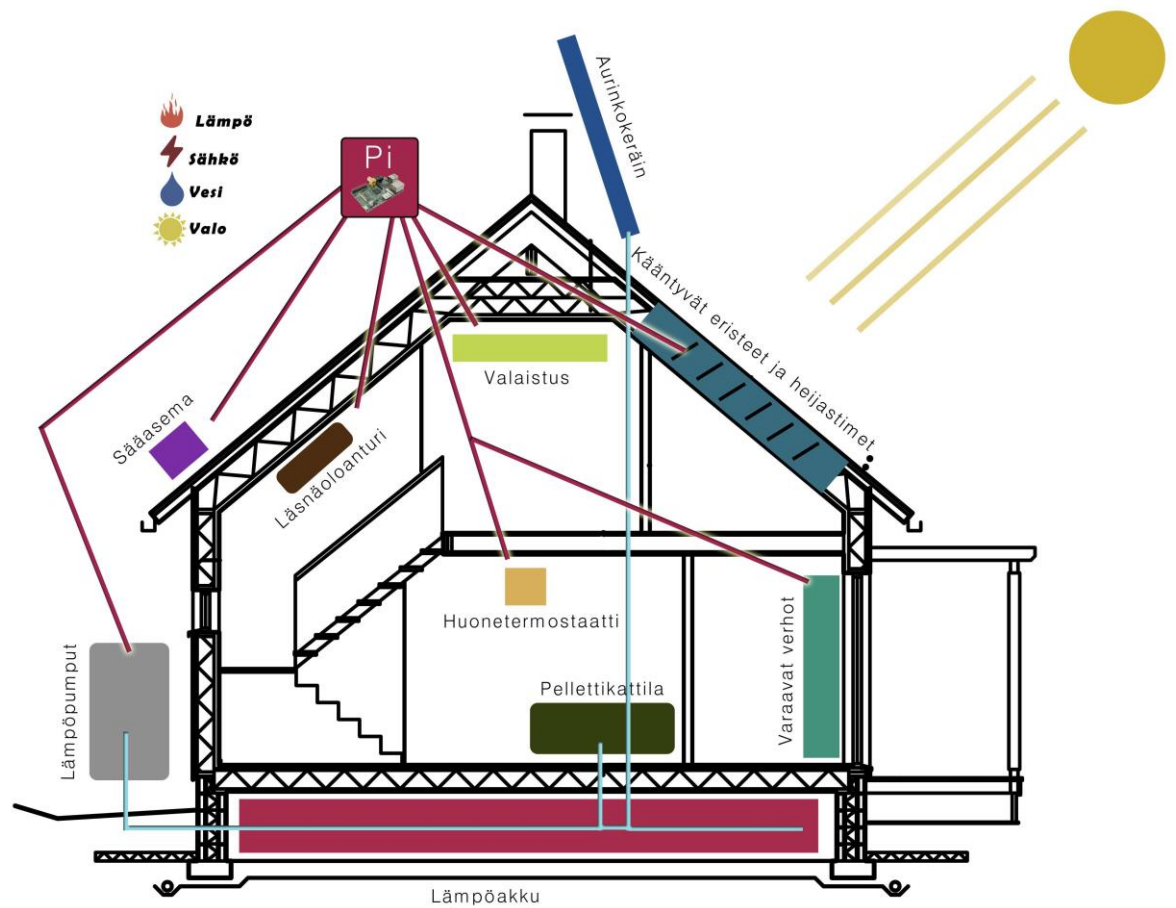 Lämpö
Sähkö
Vesi
Valo
Pi
Aurinkokeräin
Kääntyvät eristeet ja heijastimet
Valaistus
Sääasema
Läsnäoloanturi
Huonetermostaatti
Varaavat verhot
Pellettikattila
Lämpöpumput
Lämpöakku